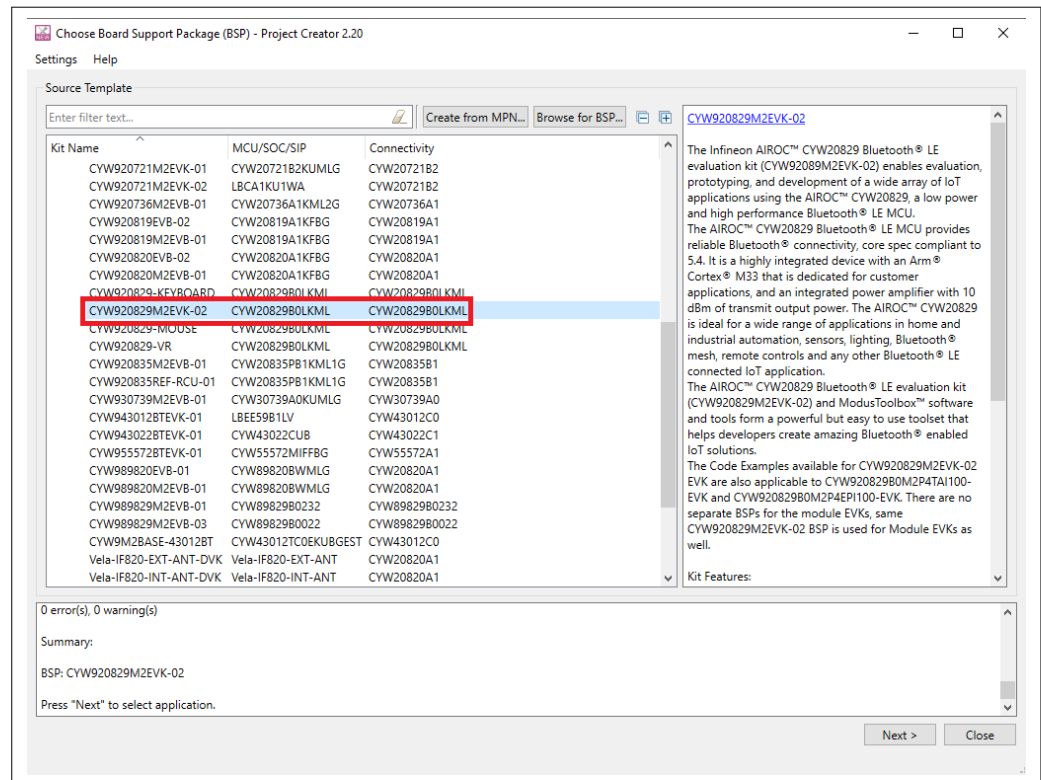 Choose Board Support Package (BSP) - Project Creator 2.20
Settings Help
Source Template
Enter filter text...
Create from MPN... Browse for BSP...
Kit Name MCU/SOC/SIP Connectivity
CYW920721M2EVK-01 CYW20721B2KUMLG CYW20721B2
CYW920721M2EVK-02 LBCA1KU1WA CYW20721B2
CYW920736M2EVB-01 CYW20736A1KML2G CYW20736A1
CYW920819EVB-02 CYW20819A1KFBG CYW20819A1
CYW920819M2EVB-01 CYW20819A1KFBG CYW20819A1
CYW920820EVB-02 CYW20820A1KFBG CYW20820A1
CYW920820M2EVB-01 CYW20820A1KFBG CYW20820A1
CYW920829-KEYBOARD CYW20829B0LKML CYW20829B0LKML
CYW920829M2EVK-02 CYW20829B0LKML CYW20829B0LKML
CYW920829-MOUSE CYW20829B0LKML CYW20829B0LKML
CYW920829-VR CYW20829B0LKML CYW20829B0LKML
CYW920835M2EVB-01 CYW20835PB1KML1G CYW20835B1
CYW920835REF-RCU-01 CYW20835PB1KML1G CYW20835B1
CYW930739M2EVB-01 CYW30739A0KUMLG CYW30739A0
CYW943012BTEVK-01 LBEE59B1LV CYW43012C0
CYW943022BTEVK-01 CYW43022CUB CYW43022C1
CYW955572BTEVK-01 CYW55572MIFFBG CYW55572A1
CYW989820EVB-01 CYW89820BWMLG CYW20820A1
CYW989820M2EVB-01 CYW89820BWMLG CYW20820A1
CYW989829M2EVB-01 CYW89829B0232 CYW89829B0232
CYW989829M2EVB-03 CYW89829B0022 CYW89829B0022
CYW9M2BASE-43012BT CYW43012TC0EKUBGEST CYW43012C0
Vela-IF820-EXT-ANT-DVK Vela-IF820-EXT-ANT CYW20820A1
Vela-IF820-INT-ANT-DVK Vela-IF820-INT-ANT CYW20820A1
CYW920829M2EVK-02
The Infineon AIROC™ CYW20829 Bluetooth® LE
evaluation kit (CYW92089M2EVK-02) enables evaluation,
prototyping, and development of a wide array of IoT
applications using the AIROC™ CYW20829, a low power
and high performance Bluetooth® LE MCU.
The AIROC™ CYW20829 Bluetooth® LE MCU provides
reliable Bluetooth® connectivity, core spec compliant to
5.4. It is a highly integrated device with an Arm®
Cortex® M33 that is dedicated for customer
applications, and an integrated power amplifier with 10
dBm of transmit output power. The AIROC™ CYW20829
is ideal for a wide range of applications in home and
industrial automation, sensors, lighting, Bluetooth®
mesh, remote controls and any other Bluetooth® LE
connected IoT application.
The AIROC™ CYW20829 Bluetooth® LE evaluation kit
(CYW920829M2EVK-02) and ModusToolbox™ software
and tools form a powerful but easy to use toolset that
helps developers create amazing Bluetooth® enabled
IoT solutions.
The Code Examples available for CYW920829M2EVK-02
EVK are also applicable to CYW920829B0M2P4TAI100-
EVK and CYW920829B0M2P4EPI100-EVK. There are no
separate BSPs for the module EVKs, same
CYW920829M2EVK-02 BSP is used for Module EVKs as
well.
Kit Features:
0 error(s), 0 warning(s)
Summary:
BSP: CYW920829M2EVK-02
Press "Next" to select application.
Next > Close